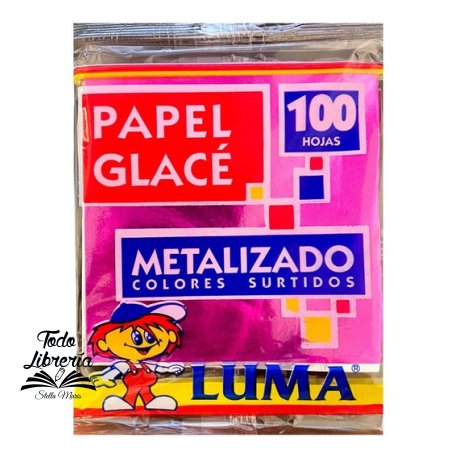 PAPEL
GLACÉ
100
HOJAS
METALIZADO
COLORES SURTIDOS
LUMA®
Todo
Librería
Stella Maris